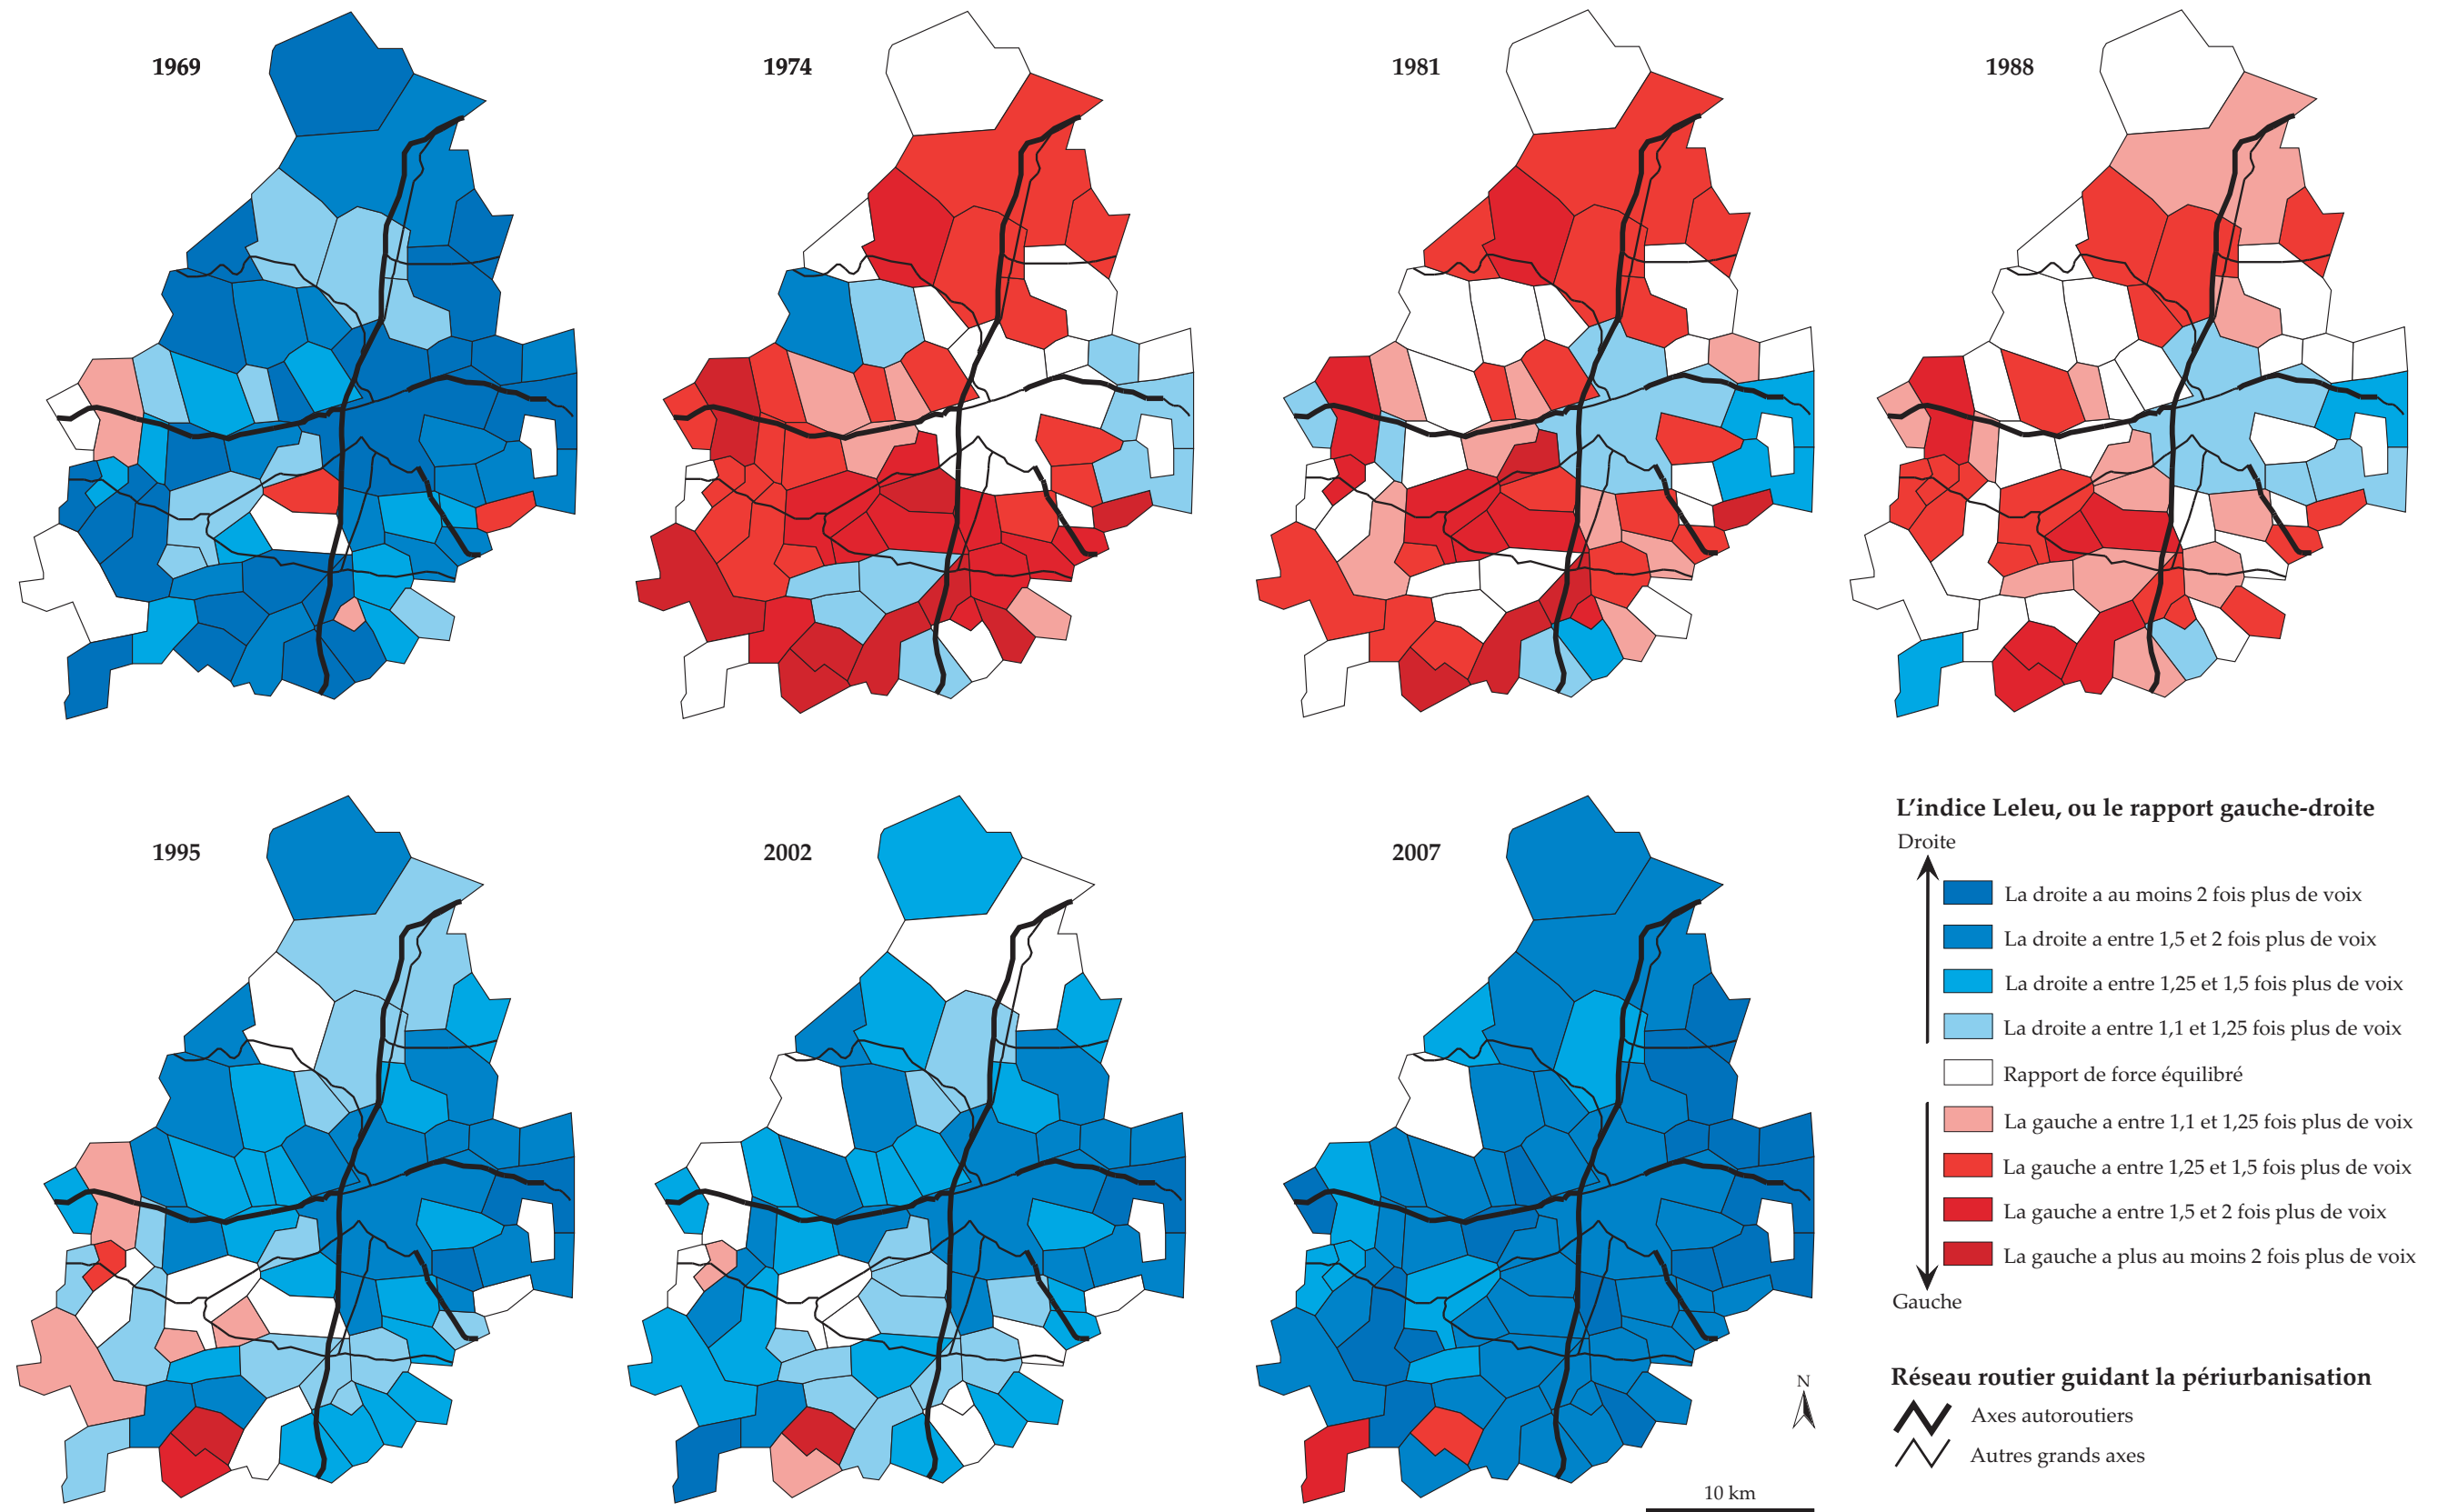 1969
1974
1981
1988
1995
2002
2007
L'indice Leleu, ou le rapport gauche-droite
Droite
La droite a au moins 2 fois plus de voix
La droite a entre 1,5 et 2 fois plus de voix
La droite a entre 1,25 et 1,5 fois plus de voix
La droite a entre 1,1 et 1,25 fois plus de voix
Rapport de force équilibré
La gauche a entre 1,1 et 1,25 fois plus de voix
La gauche a entre 1,25 et 1,5 fois plus de voix
La gauche a entre 1,5 et 2 fois plus de voix
La gauche a plus au moins 2 fois plus de voix
Gauche
Réseau routier guidant la périurbanisation
Axes autoroutiers
Autres grands axes
N
10 km